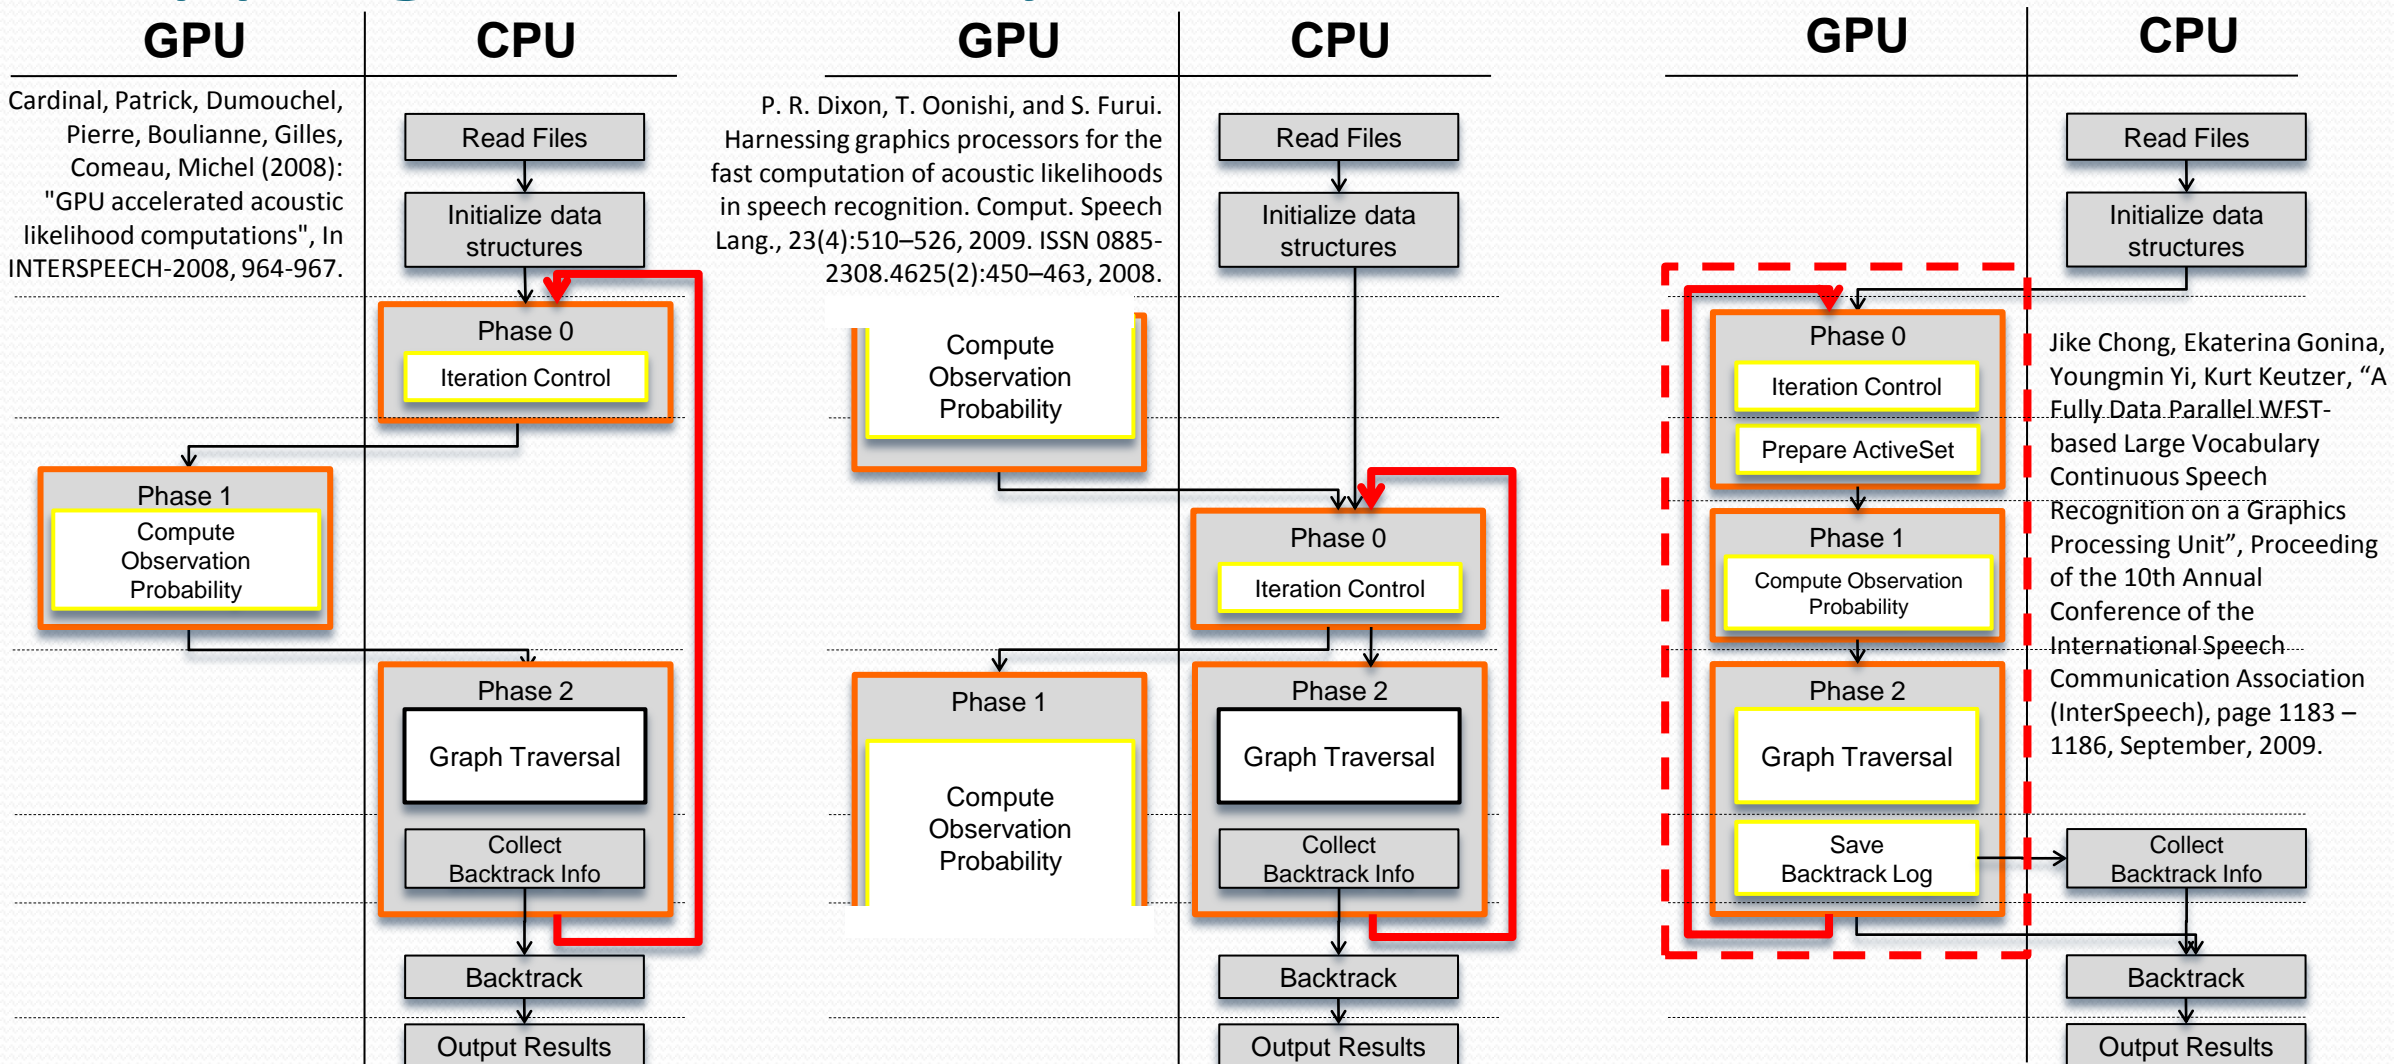 GPU
CPU
Cardinal, Patrick, Dumouchel,
Pierre, Boulianne, Gilles,
Comeau, Michel (2008):
"GPU accelerated acoustic
likelihood computations", In
INTERSPEECH-2008, 964-967.
Read Files
Initialize data
structures
Phase 0
Iteration Control
Phase 1
Compute
Observation
Probability
Phase 2
Graph Traversal
Collect
Backtrack Info
Backtrack
Output Results
GPU
CPU
P. R. Dixon, T. Oonishi, and S. Furui.
Harnessing graphics processors for the
fast computation of acoustic likelihoods
in speech recognition. Comput. Speech
Lang., 23(4):510–526, 2009. ISSN 0885-
2308.4625(2):450–463, 2008.
Read Files
Initialize data
structures
Compute
Observation
Probability
Phase 0
Iteration Control
Phase 1
Compute
Observation
Probability
Phase 2
Graph Traversal
Collect
Backtrack Info
Backtrack
Output Results
GPU
CPU
Read Files
Initialize data
structures
Phase 0
Iteration Control
Prepare ActiveSet
Phase 1
Compute Observation
Probability
Phase 2
Graph Traversal
Save
Backtrack Log
Jike Chong, Ekaterina Gonina,
Youngmin Yi, Kurt Keutzer, “A
Fully Data Parallel WFST-
based Large Vocabulary
Continuous Speech
Recognition on a Graphics
Processing Unit”, Proceeding
of the 10th Annual
Conference of the
International Speech
Communication Association
(InterSpeech), page 1183 –
1186, September, 2009.
Collect
Backtrack Info
Backtrack
Output Results